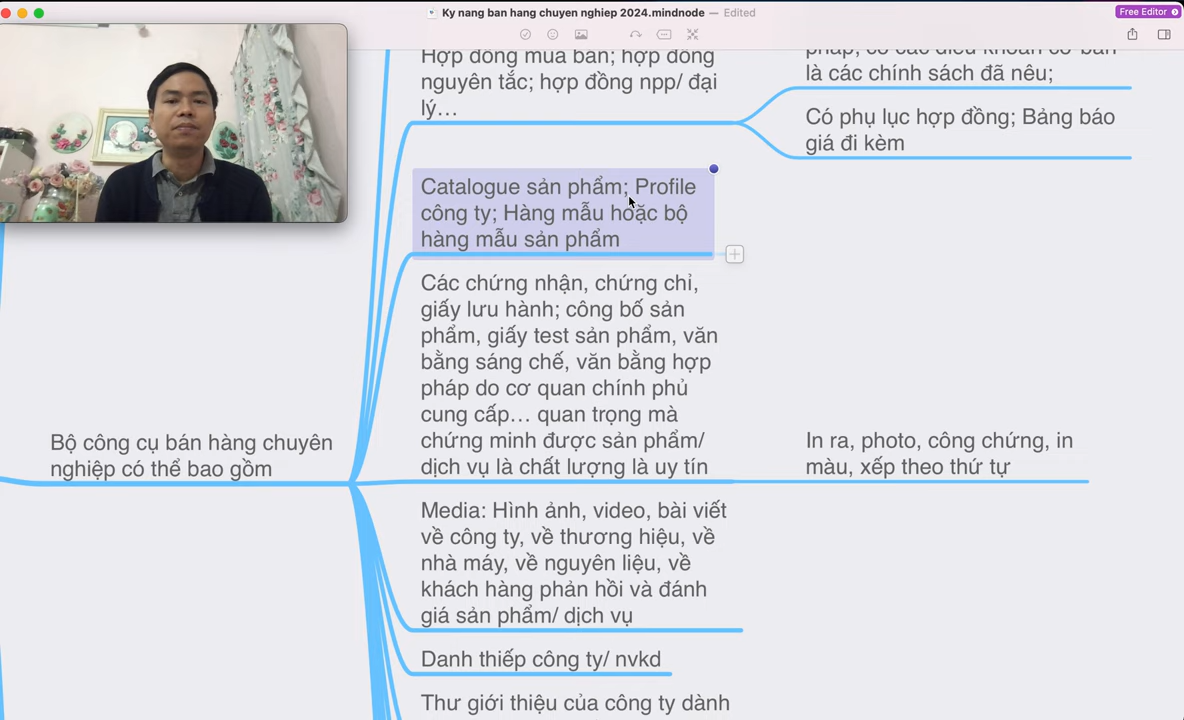 Ky nang ban hang chuyen nghiep 2024.mindnode — Edited
Free Editor
Hợp đồng mua bán; hợp đồng
nguyên tắc; hợp đồng npp/ đại
lý…
pháp, có các điều khoản cơ bản
là các chính sách đã nêu;
Có phụ lục hợp đồng; Bảng báo
giá đi kèm
Catalogue sản phẩm; Profile
công ty; Hàng mẫu hoặc bộ
hàng mẫu sản phẩm
Các chứng nhận, chứng chỉ,
giấy lưu hành; công bố sản
phẩm, giấy test sản phẩm, văn
bằng sáng chế, văn bằng hợp
pháp do cơ quan chính phủ
cung cấp… quan trọng mà
chứng minh được sản phẩm/
dịch vụ là chất lượng là uy tín
In ra, photo, công chứng, in
màu, xếp theo thứ tự
Bộ công cụ bán hàng chuyên
nghiệp có thể bao gồm
Media: Hình ảnh, video, bài viết
về công ty, về thương hiệu, về
nhà máy, về nguyên liệu, về
khách hàng phản hồi và đánh
giá sản phẩm/ dịch vụ
Danh thiếp công ty/ nvkd
Thư giới thiệu của công ty dành